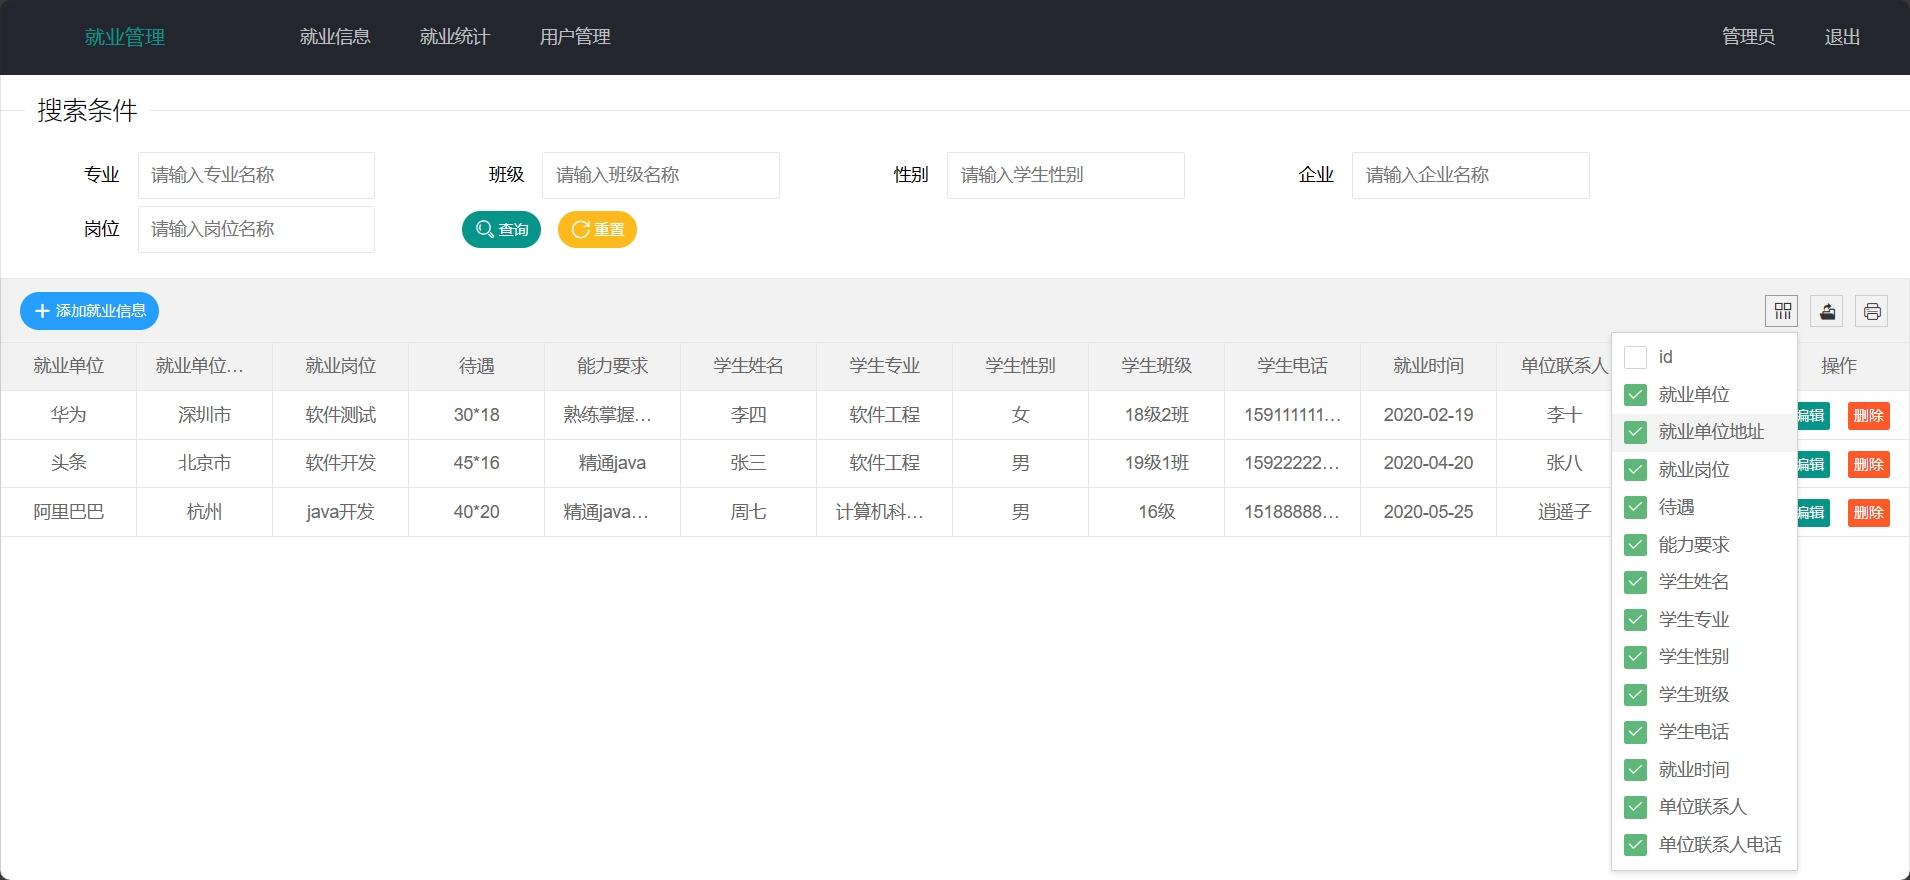 就业管理 就业信息 就业统计 用户管理 管理员 退出
搜索条件
专业 请输入专业名称 班级 请输入班级名称 性别 请输入学生性别 企业 请输入企业名称
岗位 请输入岗位名称 查询 重置
添加就业信息
就业单位 就业单位... 就业岗位 待遇 能力要求 学生姓名 学生专业 学生性别 学生班级 学生电话 就业时间 单位联系人 操作
华为 深圳市 软件测试 30*18 熟练掌握... 李四 软件工程 女 18级2班 159111111... 2020-02-19 李十 编辑 删除
头条 北京市 软件开发 45*16 精通java 张三 软件工程 男 19级1班 15922222... 2020-04-20 张八 编辑 删除
阿里巴巴 杭州 java开发 40*20 精通java... 周七 计算机科... 男 16级 15188888... 2020-05-25 逍遥子 编辑 删除
id
就业单位
就业单位地址
就业岗位
待遇
能力要求
学生姓名
学生专业
学生性别
学生班级
学生电话
就业时间
单位联系人
单位联系人电话